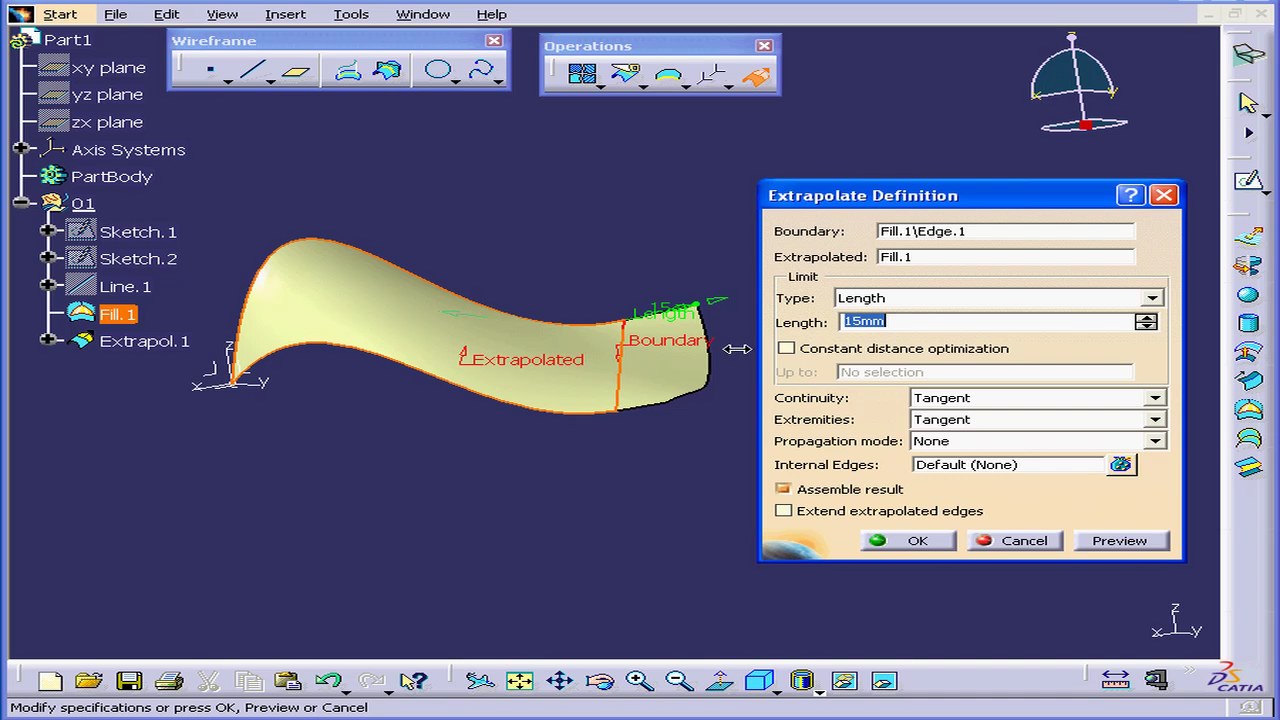 Start File Edit View Insert Tools Window Help
Part1
xy plane
yz plane
zx plane
Axis Systems
PartBody
01
Sketch.1
Sketch.2
Line.1
Fill.1
Extrapol.1
Wireframe
Operations
z
x
y
Length
Boundary
Extrapolated
Extrapolate Definition
Boundary: Fill.1\Edge.1
Extrapolated: Fill.1
Limit
Type: Length
Length: 15mm
Constant distance optimization
Up to: No selection
Continuity: Tangent
Extremities: Tangent
Propagation mode: None
Internal Edges: Default (None)
Assemble result
Extend extrapolated edges
OK Cancel Preview
z
x
y
DS
CATIA
Modify specifications or press OK, Preview or Cancel